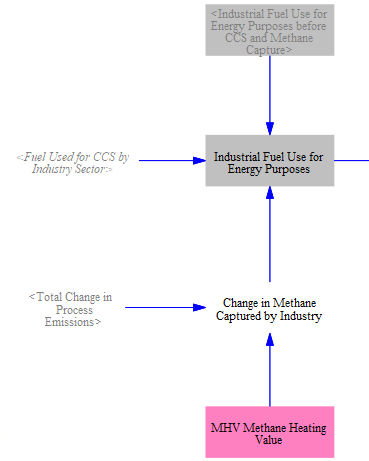 <Industrial Fuel Use for
Energy Purposes before
CCS and Methane
Capture>
<Fuel Used for CCS by
Industry Sector>
Industrial Fuel Use for
Energy Purposes
<Total Change in
Process
Emissions>
Change in Methane
Captured by Industry
MHV Methane Heating
Value